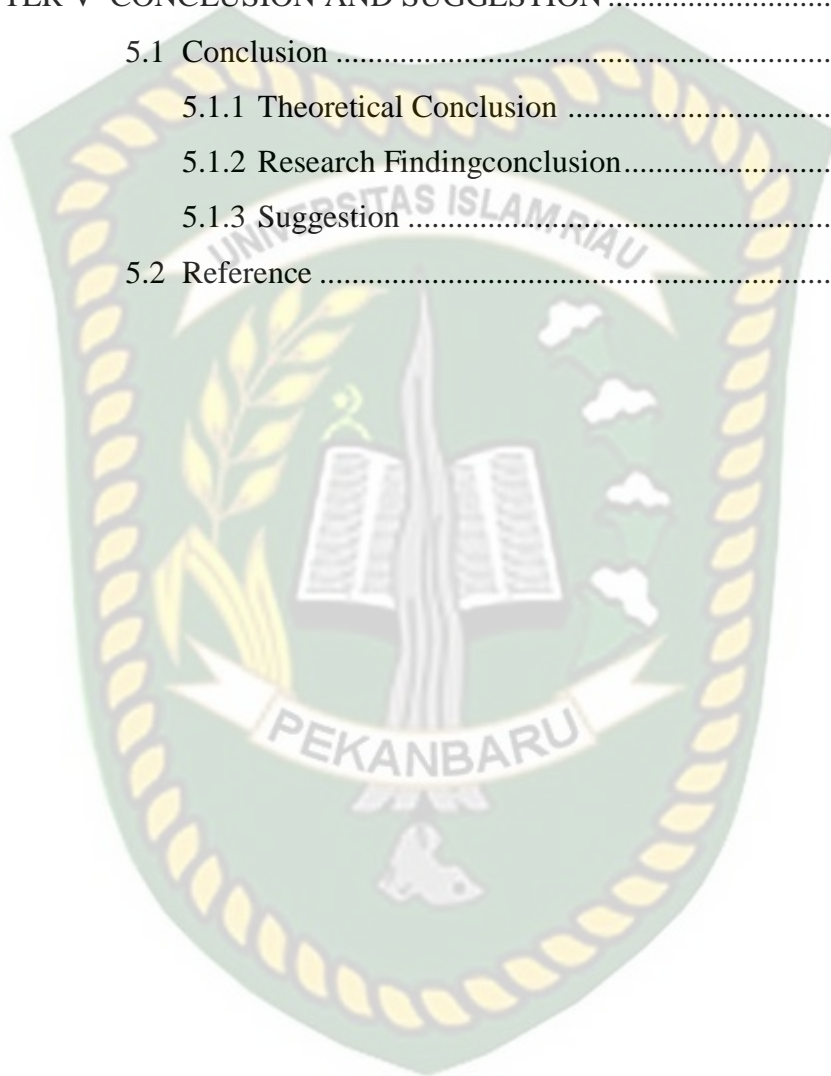 TER V CONCLUSION AND SUGGESTION ............................
5.1 Conclusion .............................................................
5.1.1 Theoretical Conclusion .................................
5.1.2 Research Findingconclusion..........................
5.1.3 Suggestion .....................................................
5.2 Reference ...............................................................
UNIVERSITAS ISLAM RIAU
PEKANBARU